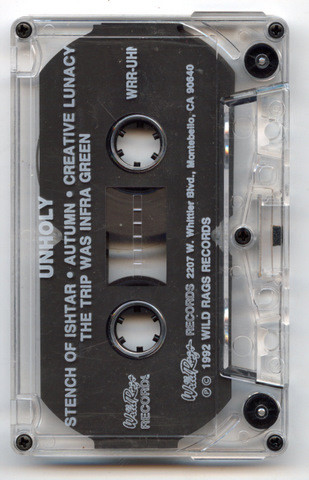 UNHOLY
STENCH OF ISHTAR • AUTUMN • CREATIVE LUNACY
THE TRIP WAS INFRA GREEN
Wild Rags
RECORDS
WRR-UHI
Wild Rags RECORDS 2207 W. Whittier Blvd., Montebello, CA 90640
℗ © 1992 WILD RAGS RECORDS